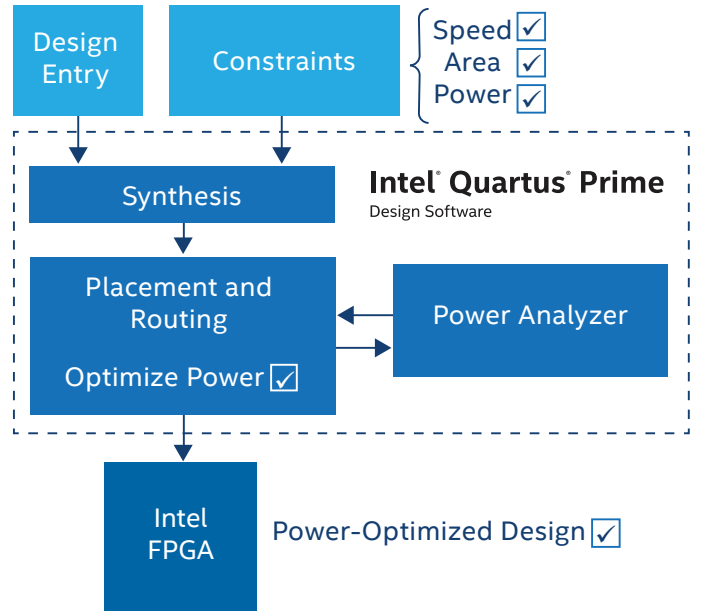 Design
Entry
Constraints
Speed ✓
Area ✓
Power ✓
Synthesis
Intel® Quartus® Prime
Design Software
Placement and
Routing
Optimize Power ✓
Power Analyzer
Intel
FPGA
Power-Optimized Design ✓